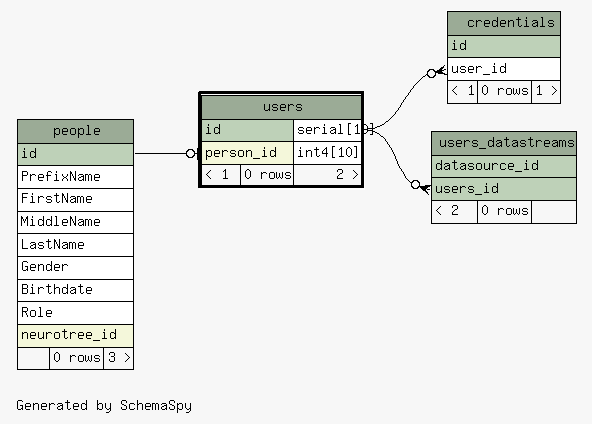 credentials
id
user_id
< 1 0 rows 1 >
users
id serial[10]
person_id int4[10]
< 1 0 rows 2 >
users_datastreams
datasource_id
users_id
< 2 0 rows
people
id
PrefixName
FirstName
MiddleName
LastName
Gender
Birthdate
Role
neurotree_id
0 rows 3 >
Generated by SchemaSpy